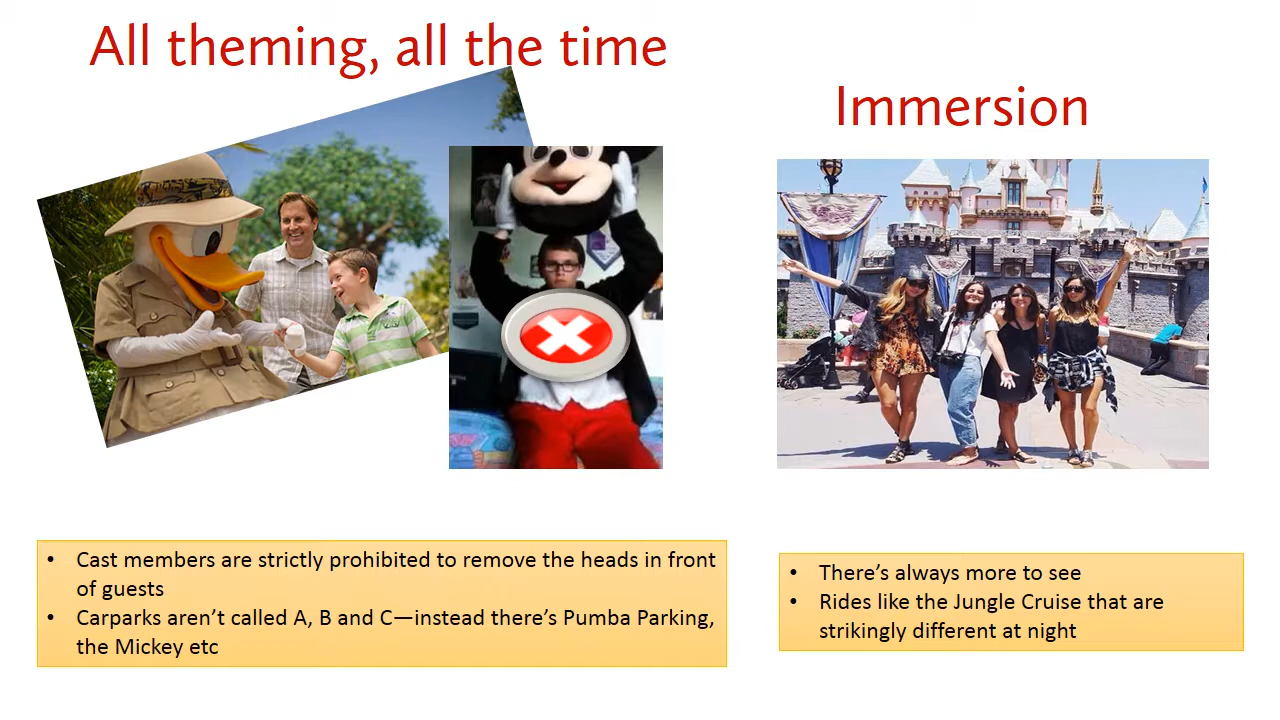 All theming, all the time
Immersion
• Cast members are strictly prohibited to remove the heads in front
of guests
• Carparks aren’t called A, B and C—instead there’s Pumba Parking,
the Mickey etc
• There’s always more to see
• Rides like the Jungle Cruise that are
strikingly different at night